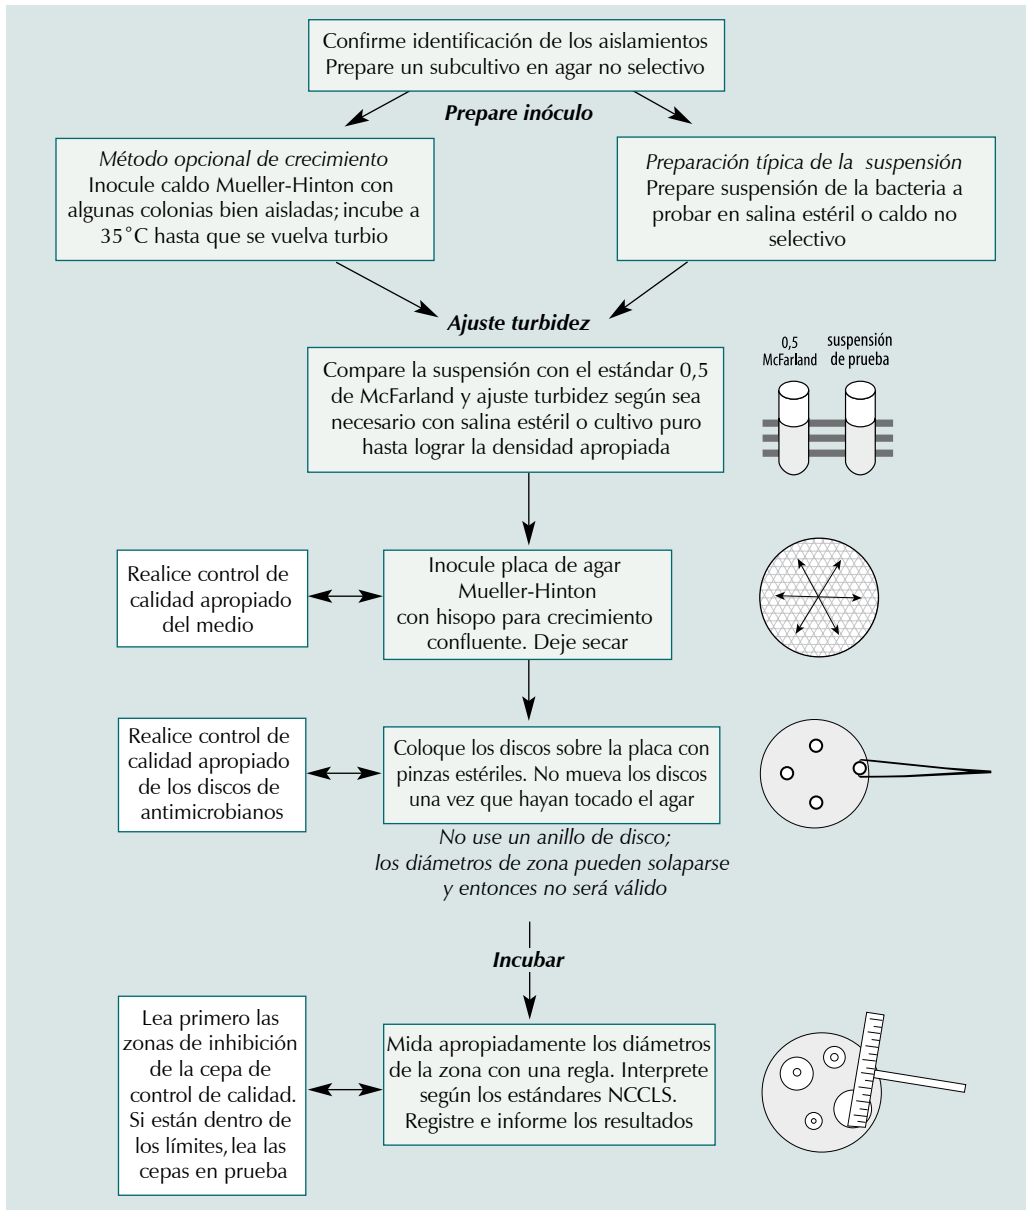 Confirme identificación de los aislamientos
Prepare un subcultivo en agar no selectivo
Prepare inóculo
Método opcional de crecimiento
Inocule caldo Mueller-Hinton con
algunas colonias bien aisladas; incube a
35°C hasta que se vuelva turbio
Preparación típica de la suspensión
Prepare suspensión de la bacteria a
probar en salina estéril o caldo no
selectivo
Ajuste turbidez
Compare la suspensión con el estándar 0,5
de McFarland y ajuste turbidez según sea
necesario con salina estéril o cultivo puro
hasta lograr la densidad apropiada
0,5
McFarland
suspensión
de prueba
Realice control de
calidad apropiado
del medio
Inocule placa de agar
Mueller-Hinton
con hisopo para crecimiento
confluente. Deje secar
Realice control de
calidad apropiado
de los discos de
antimicrobianos
Coloque los discos sobre la placa con
pinzas estériles. No mueva los discos
una vez que hayan tocado el agar
No use un anillo de disco;
los diámetros de zona pueden solaparse
y entonces no será válido
Incubar
Lea primero las
zonas de inhibición
de la cepa de
control de calidad.
Si están dentro de
los límites, lea las
cepas en prueba
Mida apropiadamente los diámetros
de la zona con una regla. Interprete
según los estándares NCCLS.
Registre e informe los resultados